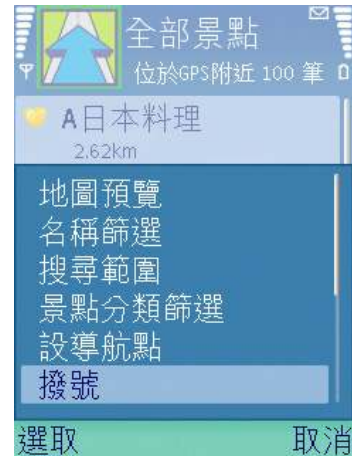 全部景點
位於GPS附近 100 筆
A日本料理
2.62km
地圖預覽
名稱篩選
搜尋範圍
景點分類篩選
設導航點
撥號
選取 取消